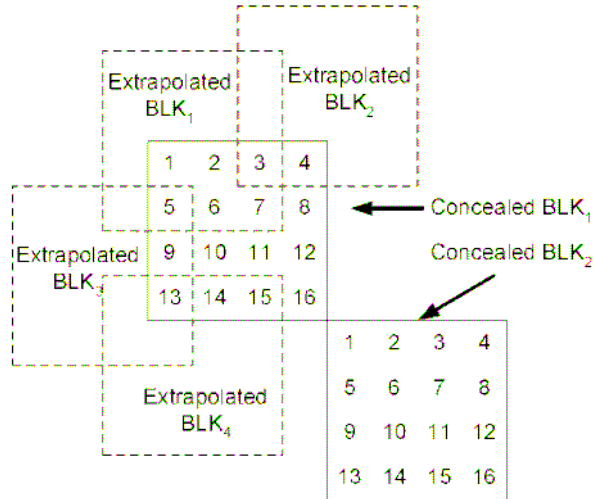 Extrapolated
BLK1
Extrapolated
BLK2
1 2 3 4
5 6 7 8
9 10 11 12
13 14 15 16
Extrapolated
BLK3
Extrapolated
BLK4
Concealed BLK1
Concealed BLK2
1 2 3 4
5 6 7 8
9 10 11 12
13 14 15 16